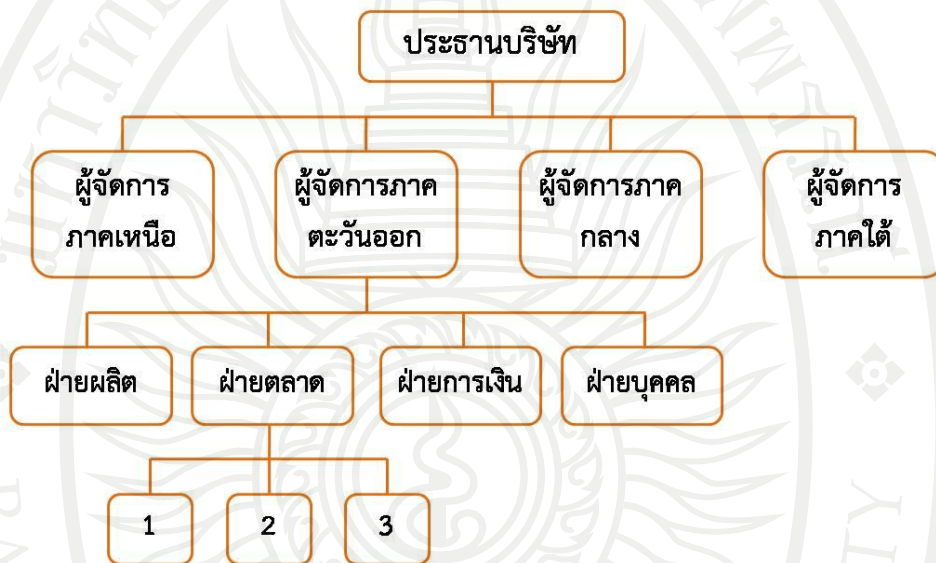 ประธานบริษัท
ผู้จัดการ
ภาคเหนือ
ผู้จัดการภาค
ตะวันออก
ผู้จัดการภาค
กลาง
ผู้จัดการ
ภาคใต้
ฝ่ายผลิต
ฝ่ายตลาด
ฝ่ายการเงิน
ฝ่ายบุคคล
1
2
3